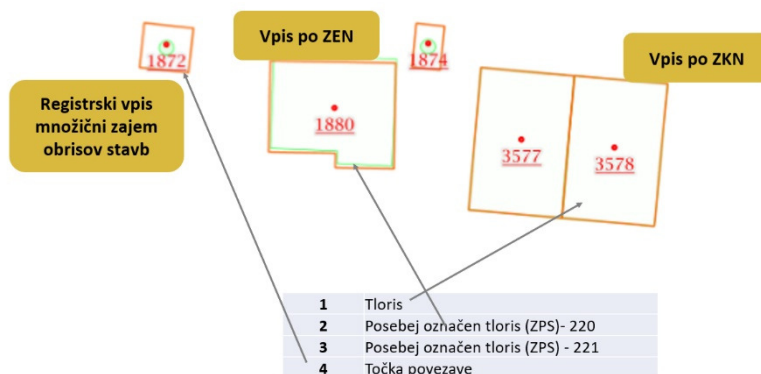 Vpis po ZEN
1872
1874
Vpis po ZKN
Registrski vpis
množični zajem
obrisov stavb
1880
3577
3578
1 Tloris
2 Posebej označen tloris (ZPS)- 220
3 Posebej označen tloris (ZPS) - 221
4 Točka povezave